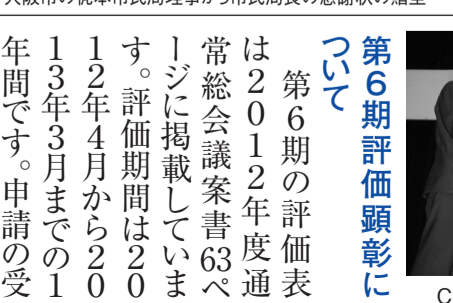 第6期評価顕彰に
ついて
第6期の評価表
は2012年度通
常総会議案書63ペ
ージに掲載していま
す。評価期間は20
12年4月から20
13年3月までの1
年間です。申請の受
C